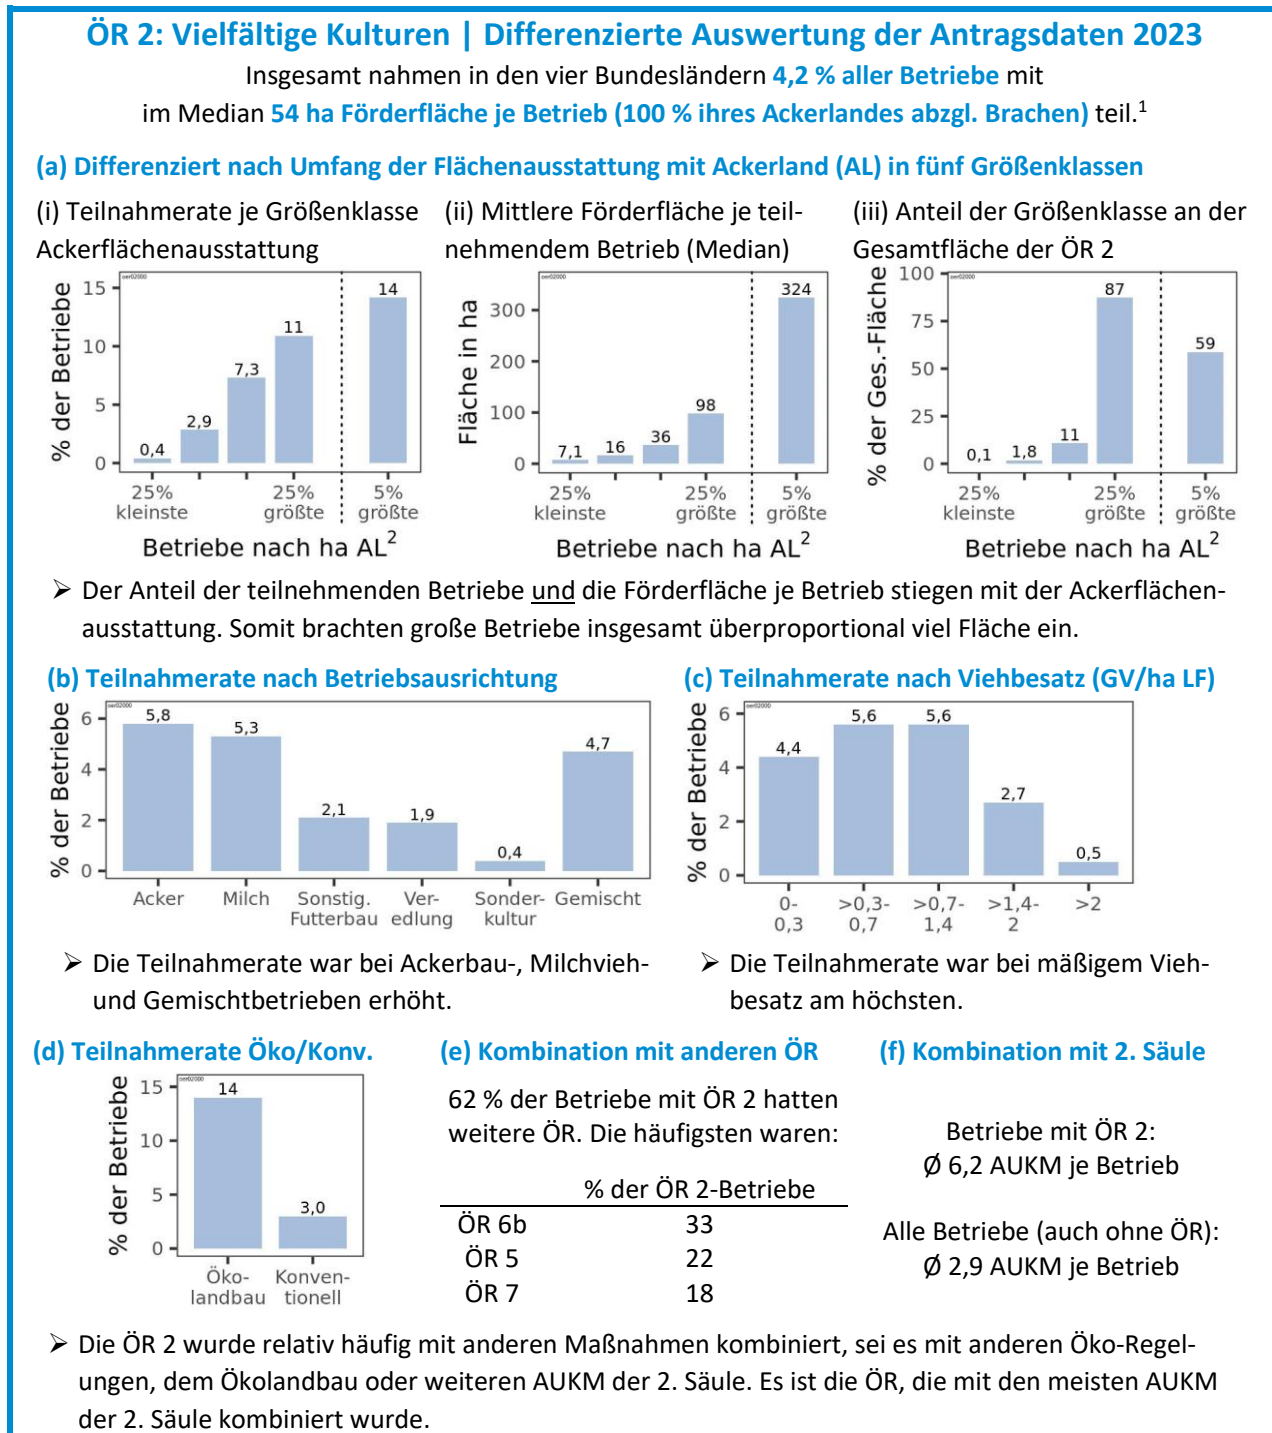 ÖR 2: Vielfältige Kulturen | Differenzierte Auswertung der Antragsdaten 2023
Insgesamt nahmen in den vier Bundesländern 4,2 % aller Betriebe mit
im Median 54 ha Förderfläche je Betrieb (100 % ihres Ackerlandes abzgl. Brachen) teil.¹
(a) Differenziert nach Umfang der Flächenausstattung mit Ackerland (AL) in fünf Größenklassen
(i) Teilnahmerate je Größenklasse
Ackerflächenausstattung
oer02000
% der Betriebe
15
10
5
0
0,4
2,9
7,3
11
14
25%
kleinste
25%
größte
5%
größte
Betriebe nach ha AL²
(ii) Mittlere Förderfläche je teil-
nehmendem Betrieb (Median)
oer02000
Fläche in ha
300
200
100
0
7,1
16
36
98
324
25%
kleinste
25%
größte
5%
größte
Betriebe nach ha AL²
(iii) Anteil der Größenklasse an der
Gesamtfläche der ÖR 2
oer02000
% der Ges.-Fläche
100
75
50
25
0
0,1
1,8
11
87
59
25%
kleinste
25%
größte
5%
größte
Betriebe nach ha AL²
➢ Der Anteil der teilnehmenden Betriebe und die Förderfläche je Betrieb stiegen mit der Ackerflächen-
ausstattung. Somit brachten große Betriebe insgesamt überproportional viel Fläche ein.
(b) Teilnahmerate nach Betriebsausrichtung
oer02000
% der Betriebe
6
4
2
0
5,8
5,3
2,1
1,9
0,4
4,7
Acker
Milch
Sonstig.
Futterbau
Ver-
edlung
Sonder-
kultur
Gemischt
➢ Die Teilnahmerate war bei Ackerbau-, Milchvieh-
und Gemischtbetrieben erhöht.
(c) Teilnahmerate nach Viehbesatz (GV/ha LF)
oer02000
% der Betriebe
6
4
2
0
4,4
5,6
5,6
2,7
0,5
0-
0,3
>0,3-
0,7
>0,7-
1,4
>1,4-
2
>2
➢ Die Teilnahmerate war bei mäßigem Vieh-
besatz am höchsten.
(d) Teilnahmerate Öko/Konv.
oer02000
% der Betriebe
15
10
5
0
14
3,0
Öko-
landbau
Konven-
tionell
(e) Kombination mit anderen ÖR
62 % der Betriebe mit ÖR 2 hatten
weitere ÖR. Die häufigsten waren:
% der ÖR 2-Betriebe
ÖR 6b 33
ÖR 5 22
ÖR 7 18
(f) Kombination mit 2. Säule
Betriebe mit ÖR 2:
Ø 6,2 AUKM je Betrieb
Alle Betriebe (auch ohne ÖR):
Ø 2,9 AUKM je Betrieb
➢ Die ÖR 2 wurde relativ häufig mit anderen Maßnahmen kombiniert, sei es mit anderen Öko-Regel-
ungen, dem Ökolandbau oder weiteren AUKM der 2. Säule. Es ist die ÖR, die mit den meisten AUKM
der 2. Säule kombiniert wurde.